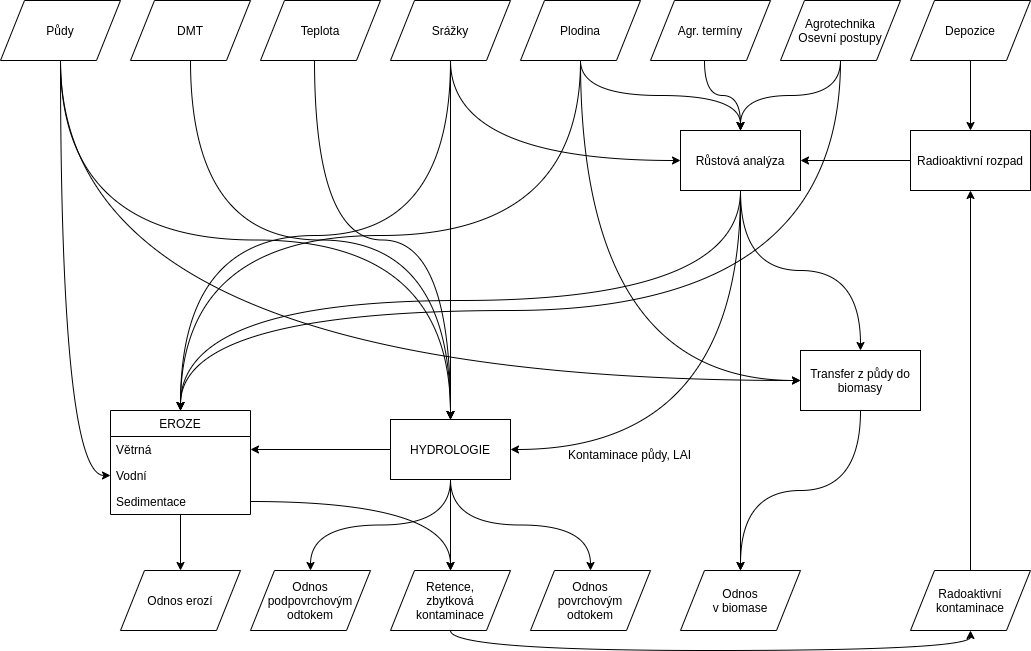 Půdy
DMT
Teplota
Srážky
Plodina
Agr. termíny
Agrotechnika
Osevní postupy
Depozice
Růstová analýza
Radioaktivní rozpad
Transfer z půdy do
biomasy
EROZE
Větrná
Vodní
Sedimentace
HYDROLOGIE
Kontaminace půdy, LAI
Odnos erozí
Odnos
podpovrchovým
odtokem
Retence,
zbytková
kontaminace
Odnos
povrchovým
odtokem
Odnos
v biomase
Radoaktivní
kontaminace